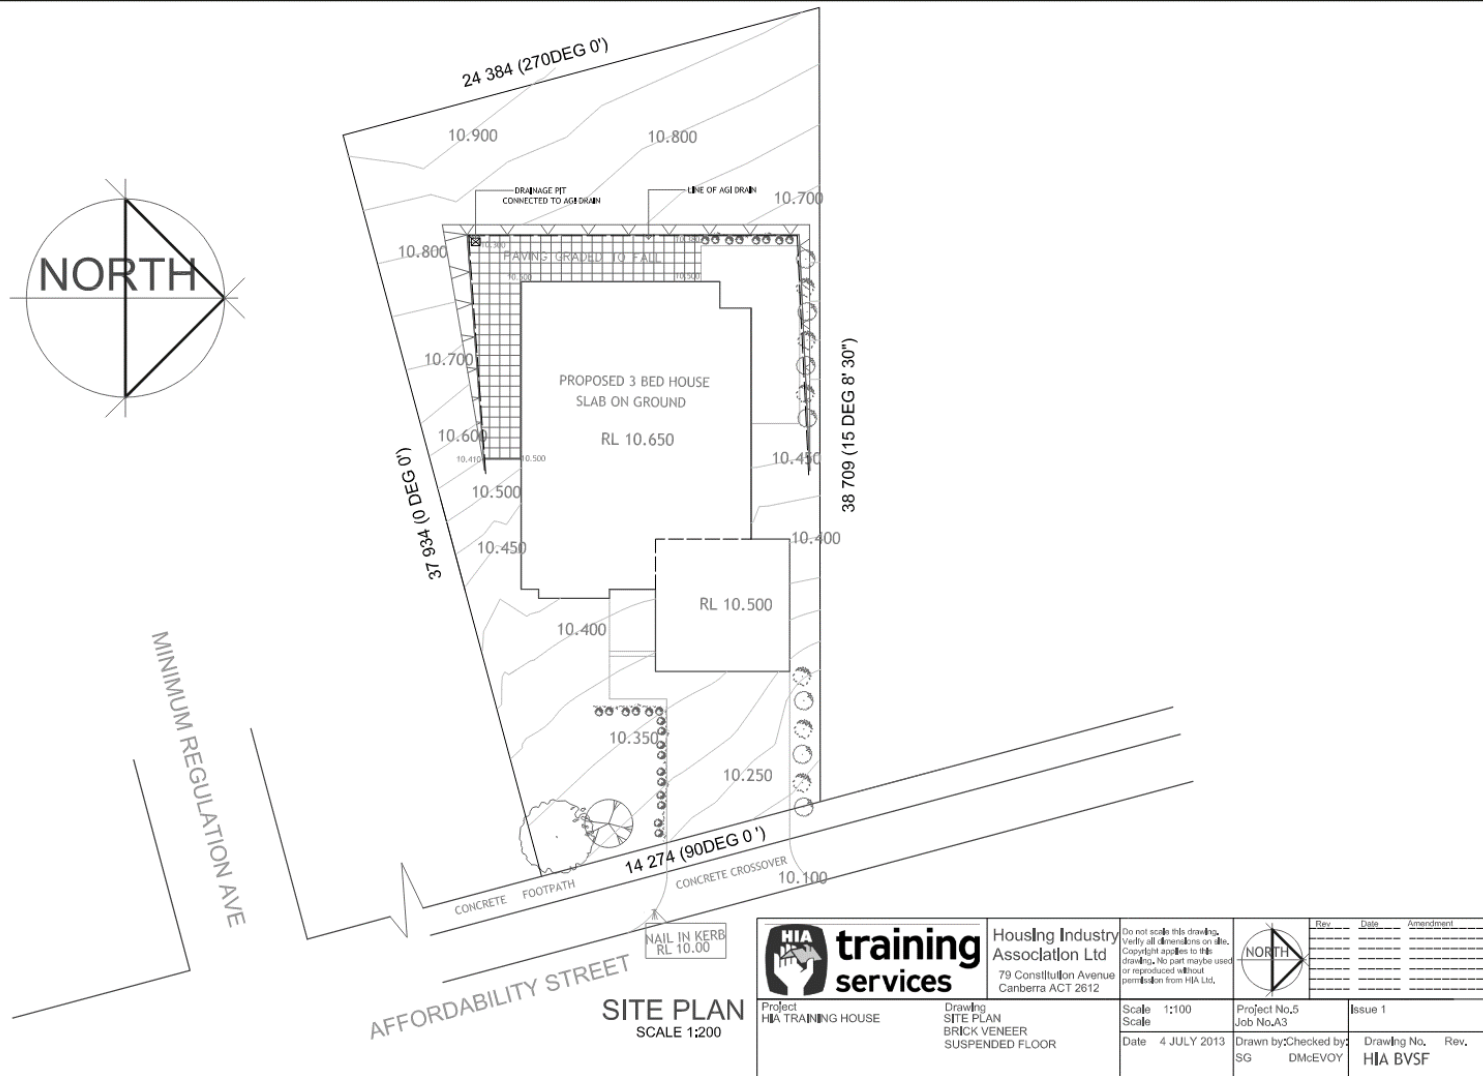 24 384 (270DEG 0')
10.900
10.800
DRAINAGE PIT
CONNECTED TO AGI DRAIN
LINE OF AGI DRAIN
10.700
10.800
PAVING GRADED TO FALL
10.500
10.500
NORTH
10.700
PROPOSED 3 BED HOUSE
SLAB ON GROUND
RL 10.650
38 709 (15 DEG 8' 30")
10.600
10.410
10.500
10.450
10.500
37 934 (0 DEG 0')
10.450
10.400
RL 10.500
10.400
MINIMUM REGULATION AVE
10.350
10.250
14 274 (90DEG 0 ')
CONCRETE FOOTPATH
CONCRETE CROSSOVER
10.100
NAIL IN KERB
RL 10.00
AFFORDABILITY STREET
SITE PLAN
SCALE 1:200
HIA
training
services
Housing Industry
Association Ltd
79 Constitution Avenue
Canberra ACT 2612
Do not scale this drawing.
Verify all dimensions on site.
Copyright applies to this
drawing. No part maybe used
or reproduced without
permission from HIA Ltd.
NORTH
Rev Date Amendment
Project
HIA TRAINING HOUSE
Drawing
SITE PLAN
BRICK VENEER
SUSPENDED FLOOR
Scale 1:100
Scale
Date 4 JULY 2013
Project No.5
Job No.A3
Issue 1
Drawn by:
SG
Checked by:
DMcEVOY
Drawing No. Rev.
HIA BVSF